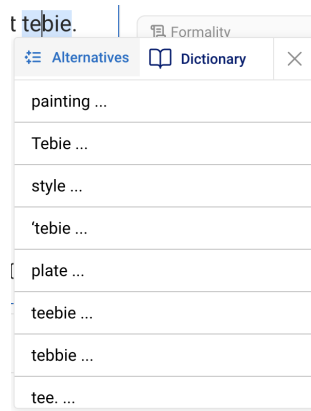 t tebie.
Formality
Alternatives Dictionary
painting ...
Tebie ...
style ...
‘tebie ...
plate ...
teebie ...
tebbie ...
tee. ...